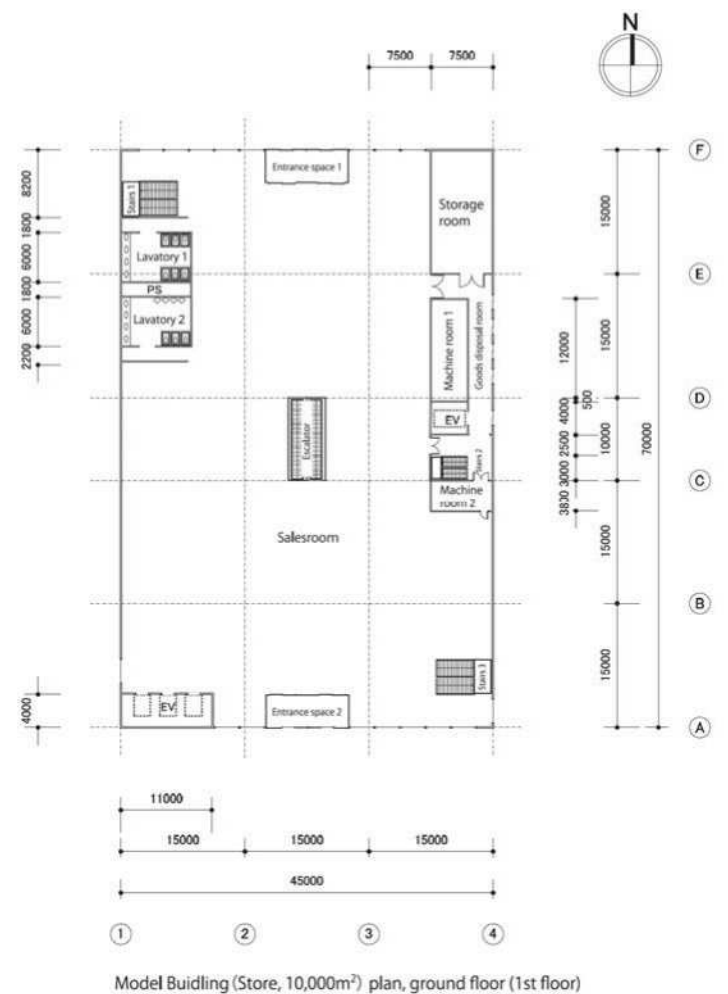 N
7500
7500
F
E
D
C
B
A
8200
1800
6000
1800
6000
2200
4000
Entrance space 1
Stairs 1
Storage
room
Lavatory 1
PS
Lavatory 2
Machine room 1
Goods disposal room
EV
Escalator
Stairs 2
Machine
room 2
Salesroom
Stairs 3
EV
Entrance space 2
12000
500
4000
2500
3000
3800
15000
15000
10000
15000
15000
70000
11000
15000
15000
15000
45000
1
2
3
4
Model Buidling (Store, 10,000m²) plan, ground floor (1st floor)